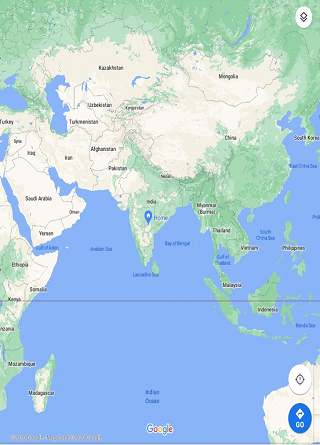 Kazakhstan
Mongolia
Uzbekistan
Kyrgyzstan
Turkey
Turkmenistan
China
South Korea
Syria
Afghanistan
Iraq
Iran
Pakistan
East China Sea
Nepal
Saudi Arabia
India
Myanmar
(Burma)
Oman
Home
South
China Sea
Thailand
Yemen
Bay of Bengal
Arabian Sea
Gulf of Aden
Vietnam
Philippines
Gulf of
Thailand
Ethiopia
Laccadive Sea
Somalia
Malaysia
Kenya
Indonesia
Banda Sea
Mozambique
Madagascar
Indian
Ocean
GO
Google